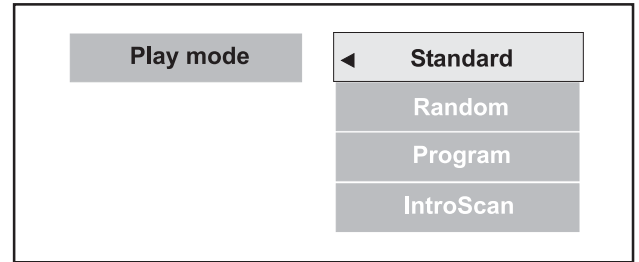 Play mode
◄ Standard
Random
Program
IntroScan